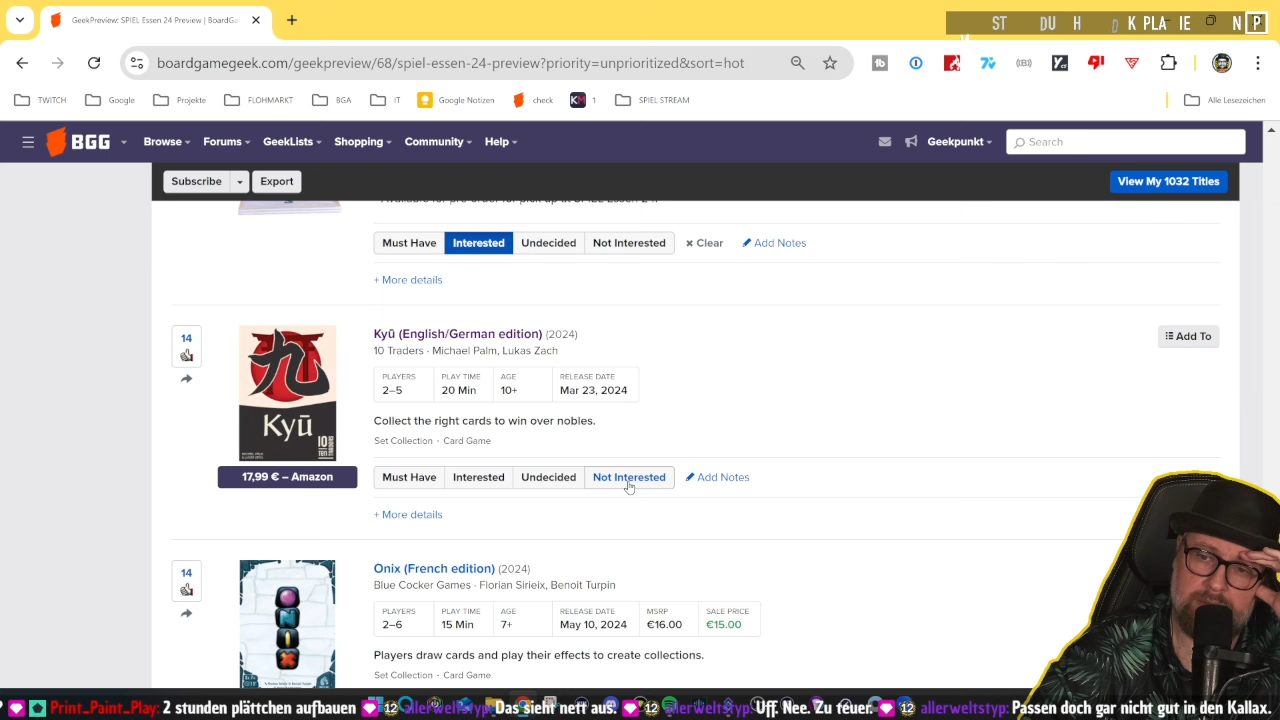 GeekPreview: SPIEL Essen 24 Preview | BoardGa
ST DU H D K PLA IE N P
boardgamegeek.com/geekpreview/68/spiel-essen-24-preview?priority=unprioritized&sort=hot
TWITCH Google Projekte FLOHMARKT BGA IT Google Notizen check 1 SPIEL STREAM Alle Lesezeichen
BGG Browse Forums GeekLists Shopping Community Help Geekpunkt Search
Subscribe Export View My 1032 Titles
Must Have Interested Undecided Not Interested Clear Add Notes
+ More details
14
Kyū (English/German edition) (2024)
Add To
10 Traders · Michael Palm, Lukas Zach
PLAYERS PLAY TIME AGE RELEASE DATE
2–5 20 Min 10+ Mar 23, 2024
九
Kyū
Collect the right cards to win over nobles.
Set Collection · Card Game
17,99 € – Amazon
Must Have Interested Undecided Not Interested Add Notes
+ More details
14
Onix (French edition) (2024)
Blue Cocker Games · Florian Sirieix, Benoit Turpin
PLAYERS PLAY TIME AGE RELEASE DATE MSRP SALE PRICE
2–6 15 Min 7+ May 10, 2024 €16.00 €15.00
Players draw cards and play their effects to create collections.
Set Collection · Card Game
Print_Paint_Play: 2 stunden plättchen aufbauen 12 allerweltstyp: Das sieht nett aus. 12 allerweltstyp: Uff. Nee. Zu teuer. 12 allerweltstyp: Passen doch gar nicht gut in den Kallax.